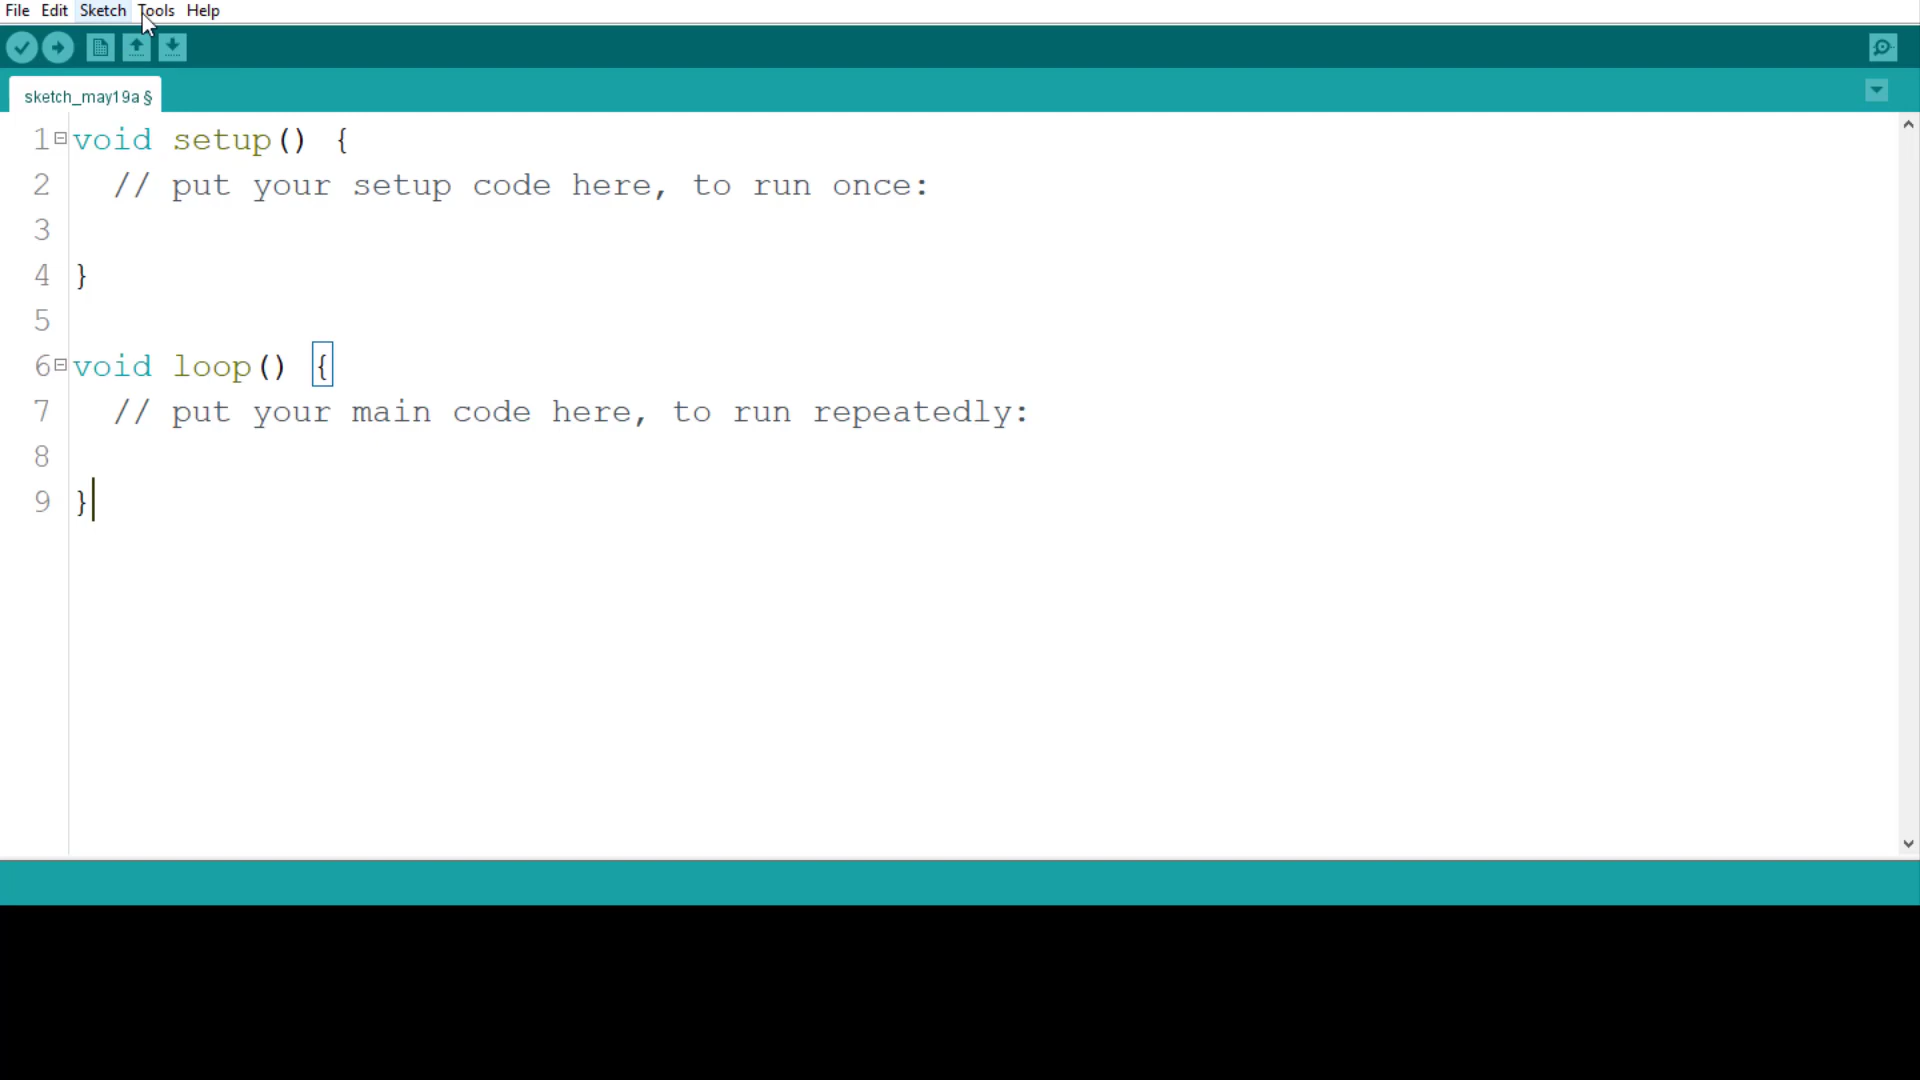 File Edit Sketch Tools Help
sketch_may19a §
1 void setup() {
2 // put your setup code here, to run once:
3
4 }
5
6 void loop() {
7 // put your main code here, to run repeatedly:
8
9 }